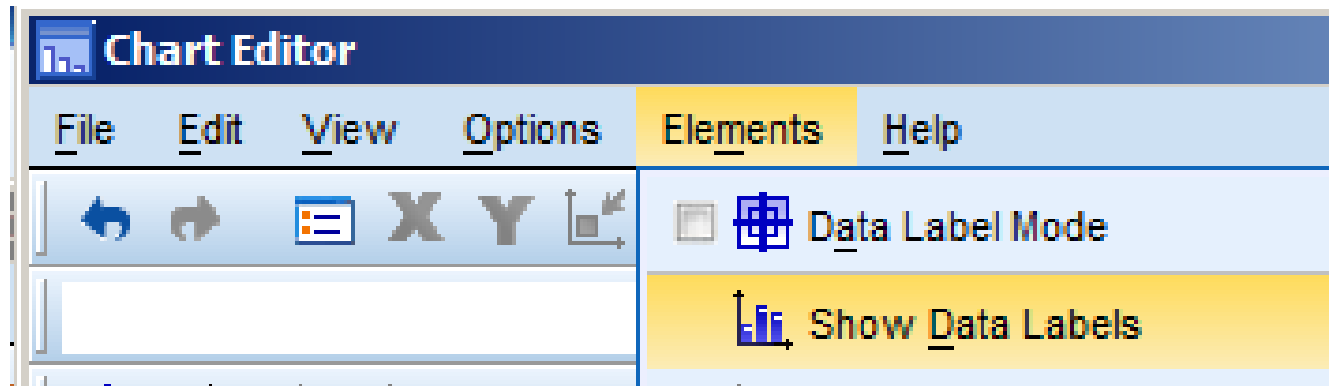 Chart Editor
File Edit View Options Elements Help
X Y Data Label Mode
Show Data Labels